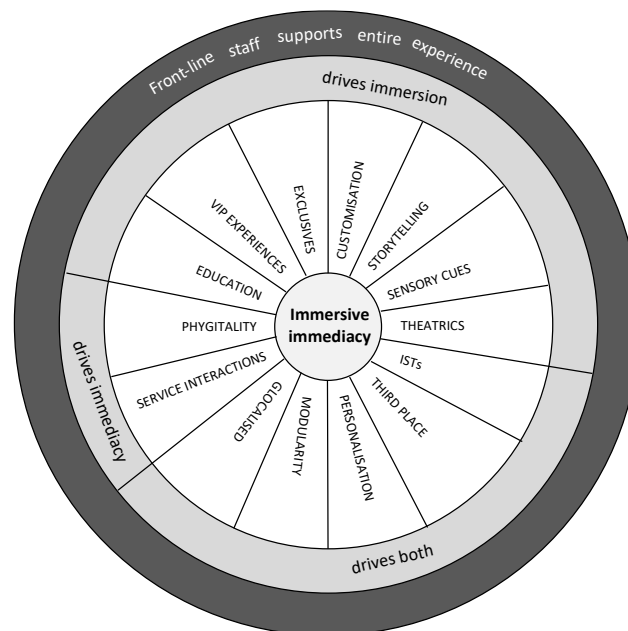 Front-line staff supports entire experience
drives immersion
CUSTOMISATION
STORYTELLING
SENSORY CUES
THEATRICS
ISTs
THIRD PLACE
PERSONALISATION
MODULARITY
GLOCALISED
SERVICE INTERACTIONS
PHYGITALITY
EDUCATION
VIP EXPERIENCES
EXCLUSIVES
Immersive
immediacy
drives immediacy
drives both